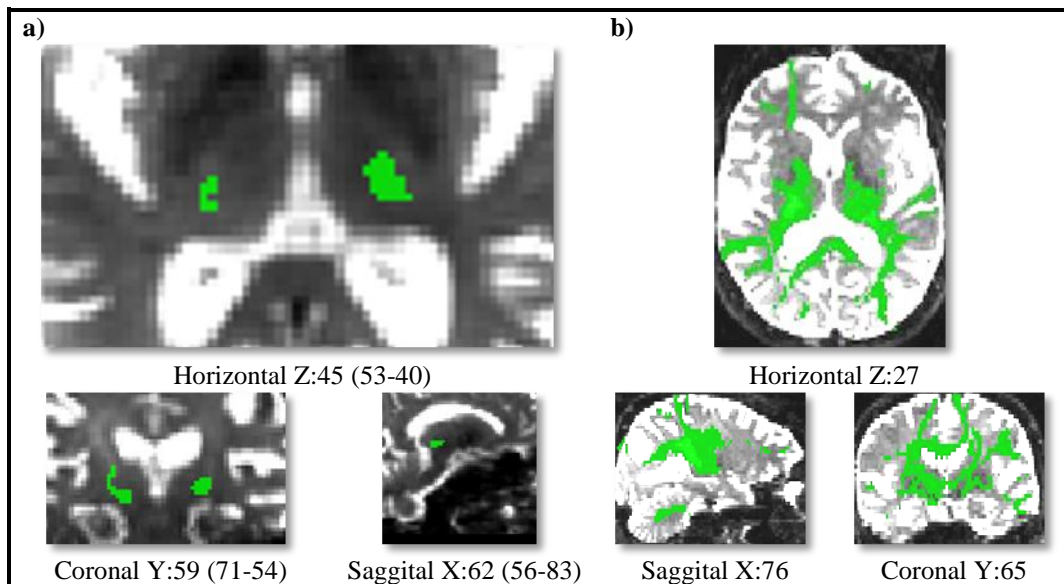 a)
b)
Horizontal Z:45 (53-40)
Horizontal Z:27
Coronal Y:59 (71-54)
Saggital X:62 (56-83)
Saggital X:76
Coronal Y:65